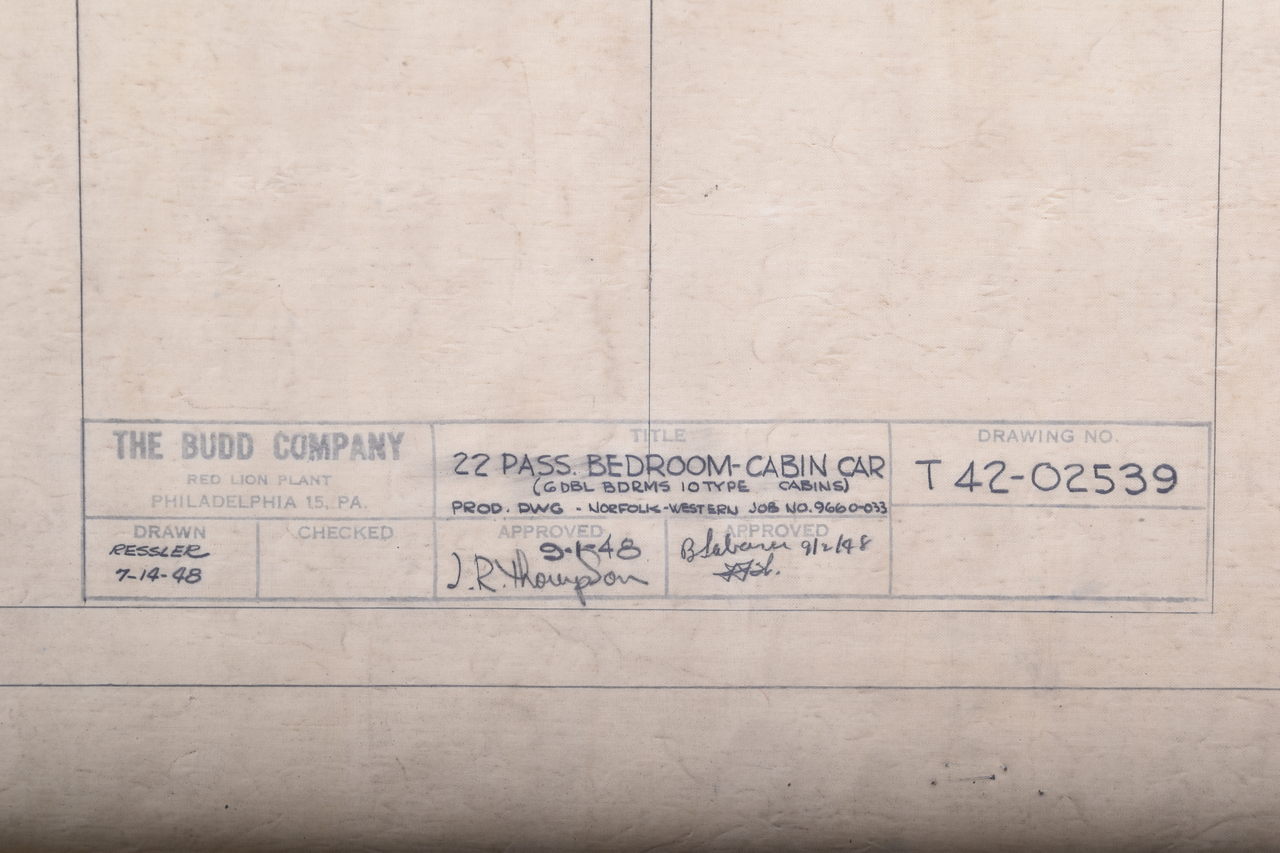 THE BUDD COMPANY
RED LION PLANT
PHILADELPHIA 15, PA.
TITLE
22 PASS. BEDROOM-CABIN CAR
(6 DBL BDRMS 10 TYPE CABINS)
PROD. DWG - NORFOLK-WESTERN JOB NO. 9660-033
DRAWING NO.
T 42-02539
DRAWN
RESSLER
7-14-48
CHECKED
APPROVED
9-1-48
J.R. Thompson
APPROVED
9/2/48